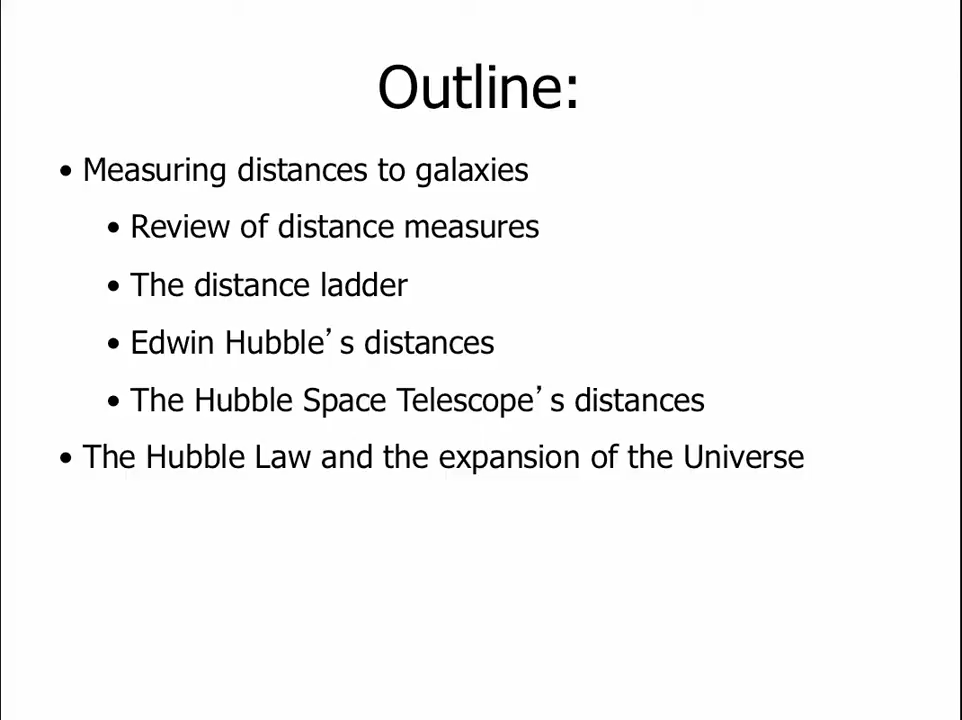 Outline:
• Measuring distances to galaxies
• Review of distance measures
• The distance ladder
• Edwin Hubble’s distances
• The Hubble Space Telescope’s distances
• The Hubble Law and the expansion of the Universe